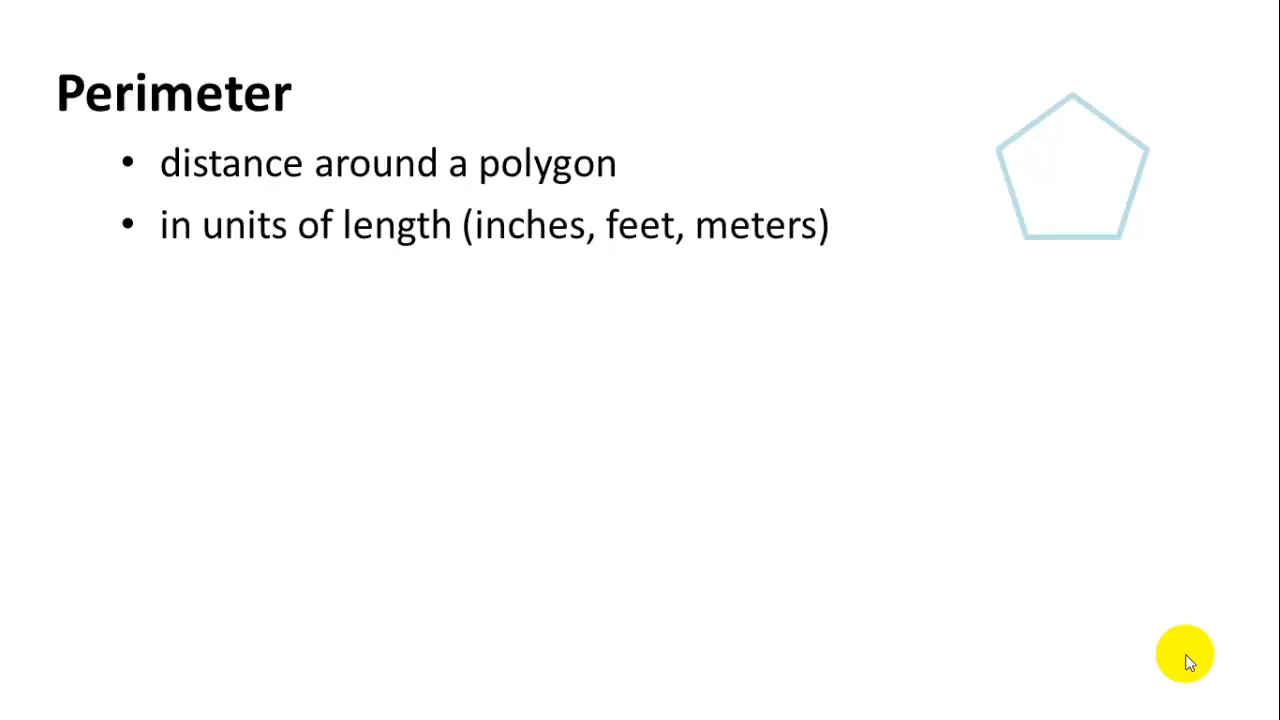 Perimeter
• distance around a polygon
• in units of length (inches, feet, meters)